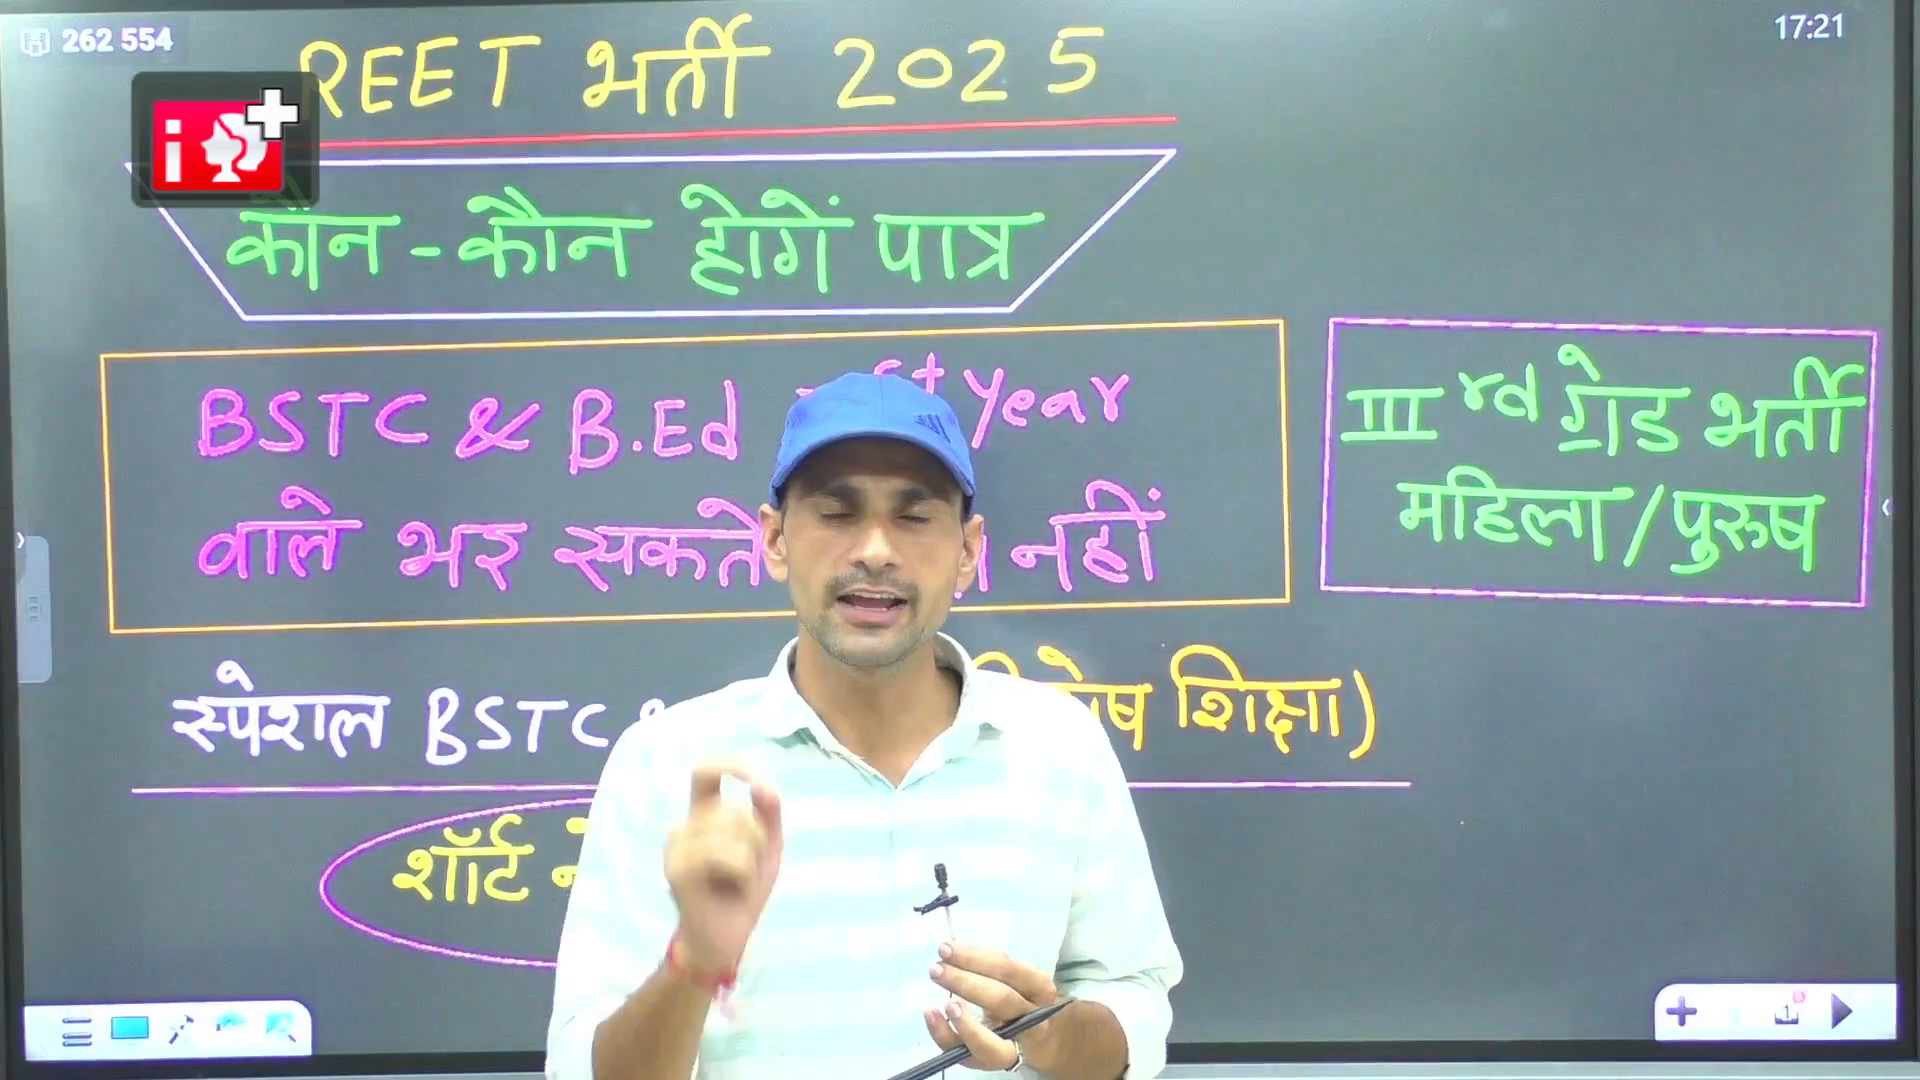 262 554
17:21
REET भर्ती 2025
कौन - कौन होगें पात्र
BSTC & B.Ed year
वाले भर सकते नहीं
III rd ग्रेड भर्ती
महिला / पुरुष
स्पेशल BSTC शिक्षा)
शॉर्ट